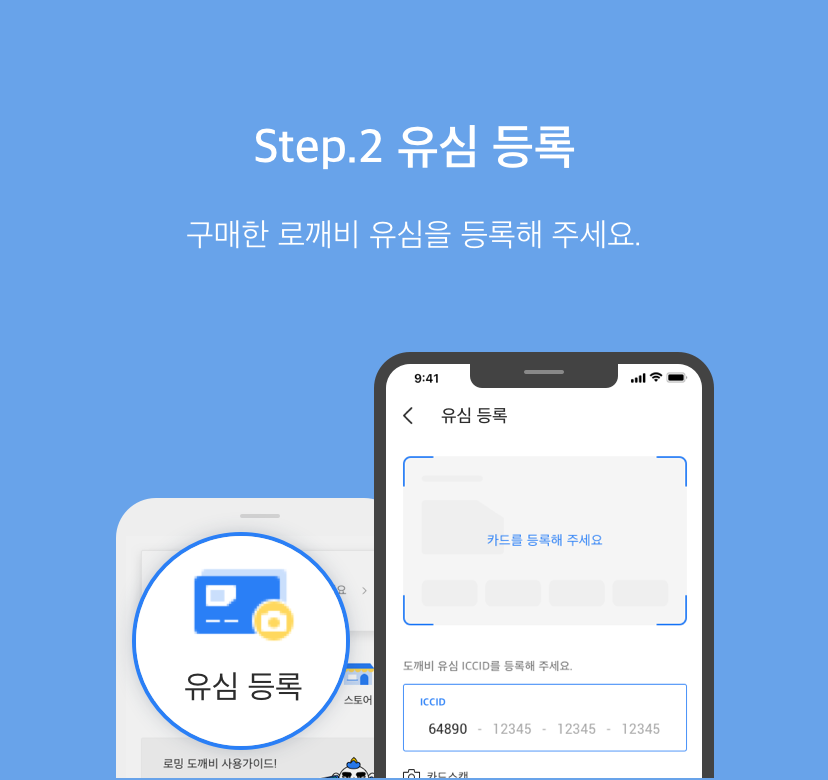 Step.2 유심 등록
구매한 로깨비 유심을 등록해 주세요.
9:41
유심 등록
카드를 등록해 주세요
도깨비 유심 ICCID를 등록해 주세요.
ICCID
64890 - 12345 - 12345 - 12345
카드스캔
요
유심 등록
스토어
로밍 도깨비 사용가이드!